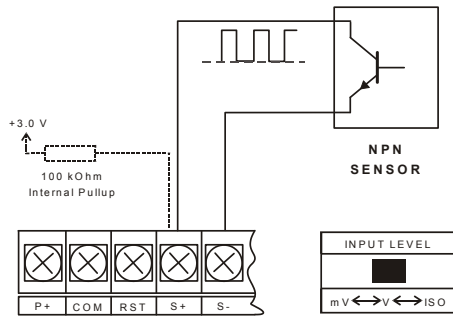 +3.0 V
100 kOhm
Internal Pullup
NPN
SENSOR
P+ COM RST S+ S-
INPUT LEVEL
mV V ISO